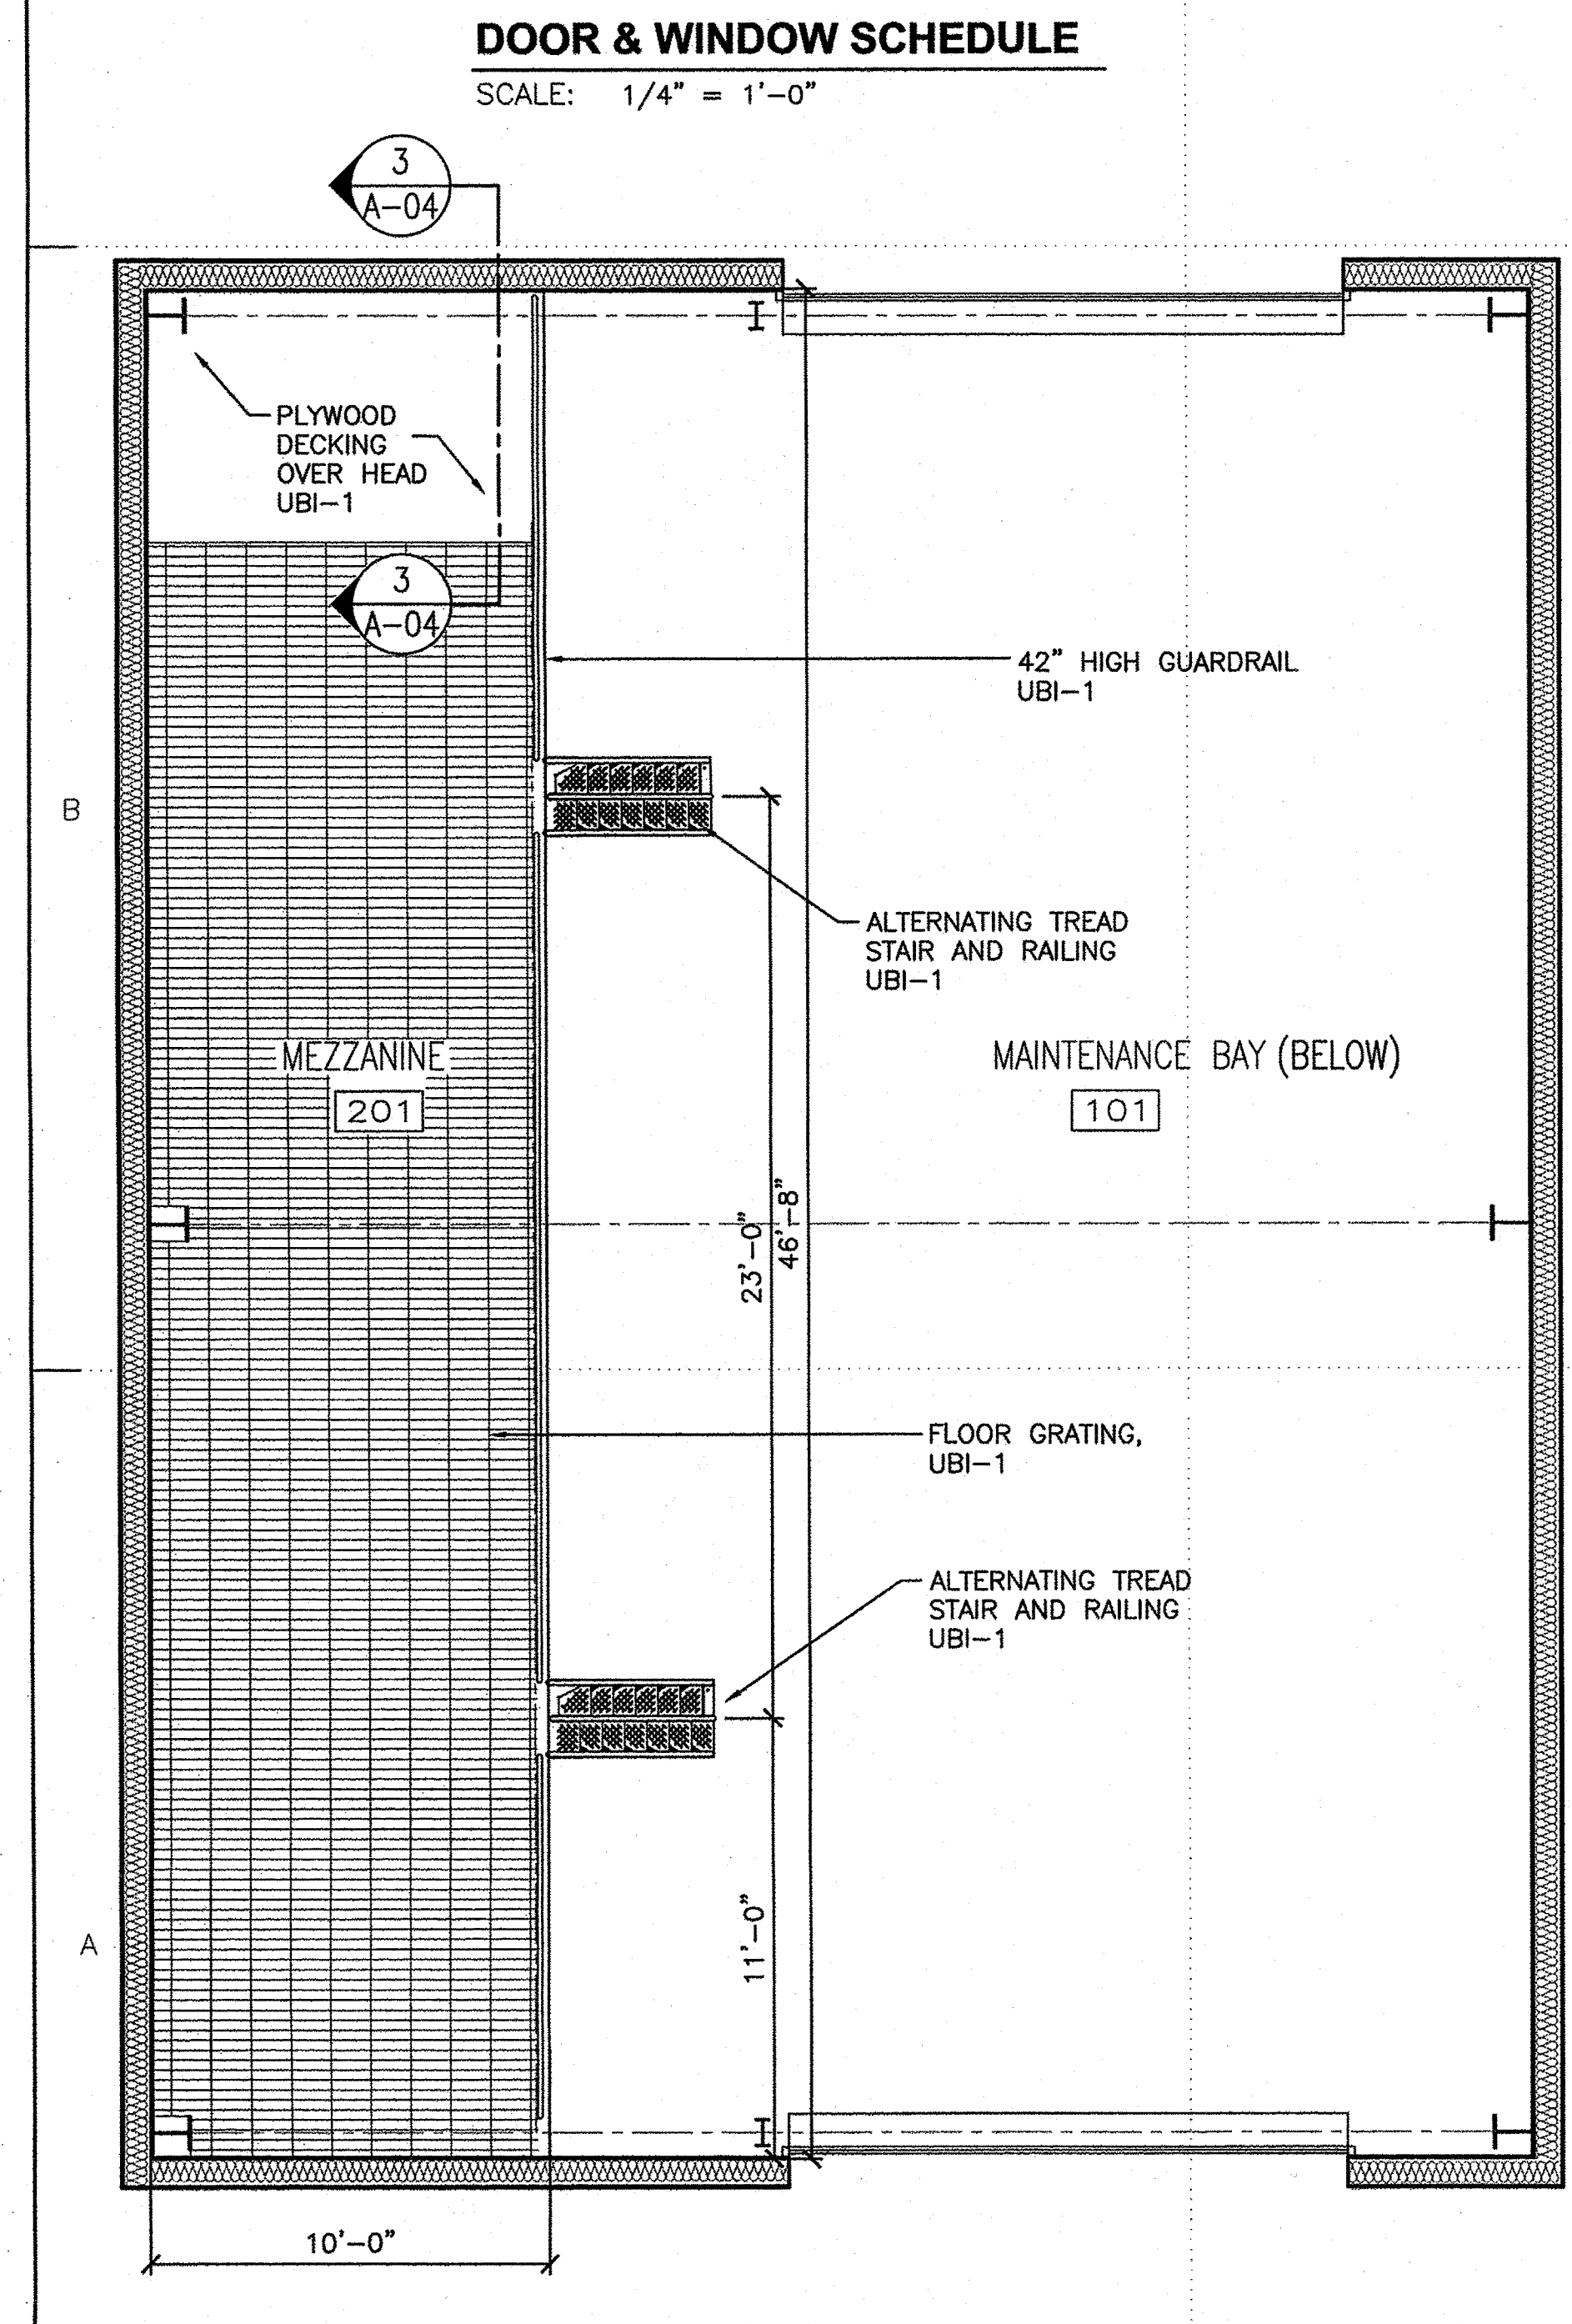 DOOR & WINDOW SCHEDULE
SCALE: 1/4" = 1'-0"
3
A-04
PLYWOOD
DECKING
OVER HEAD
UBI-1
3
A-04
42" HIGH GUARDRAIL
UBI-1
B
ALTERNATING TREAD
STAIR AND RAILING
UBI-1
MEZZANINE
201
MAINTENANCE BAY (BELOW)
101
23'-0"
46'-8"
FLOOR GRATING,
UBI-1
ALTERNATING TREAD
STAIR AND RAILING
UBI-1
11'-0"
A
10'-0"